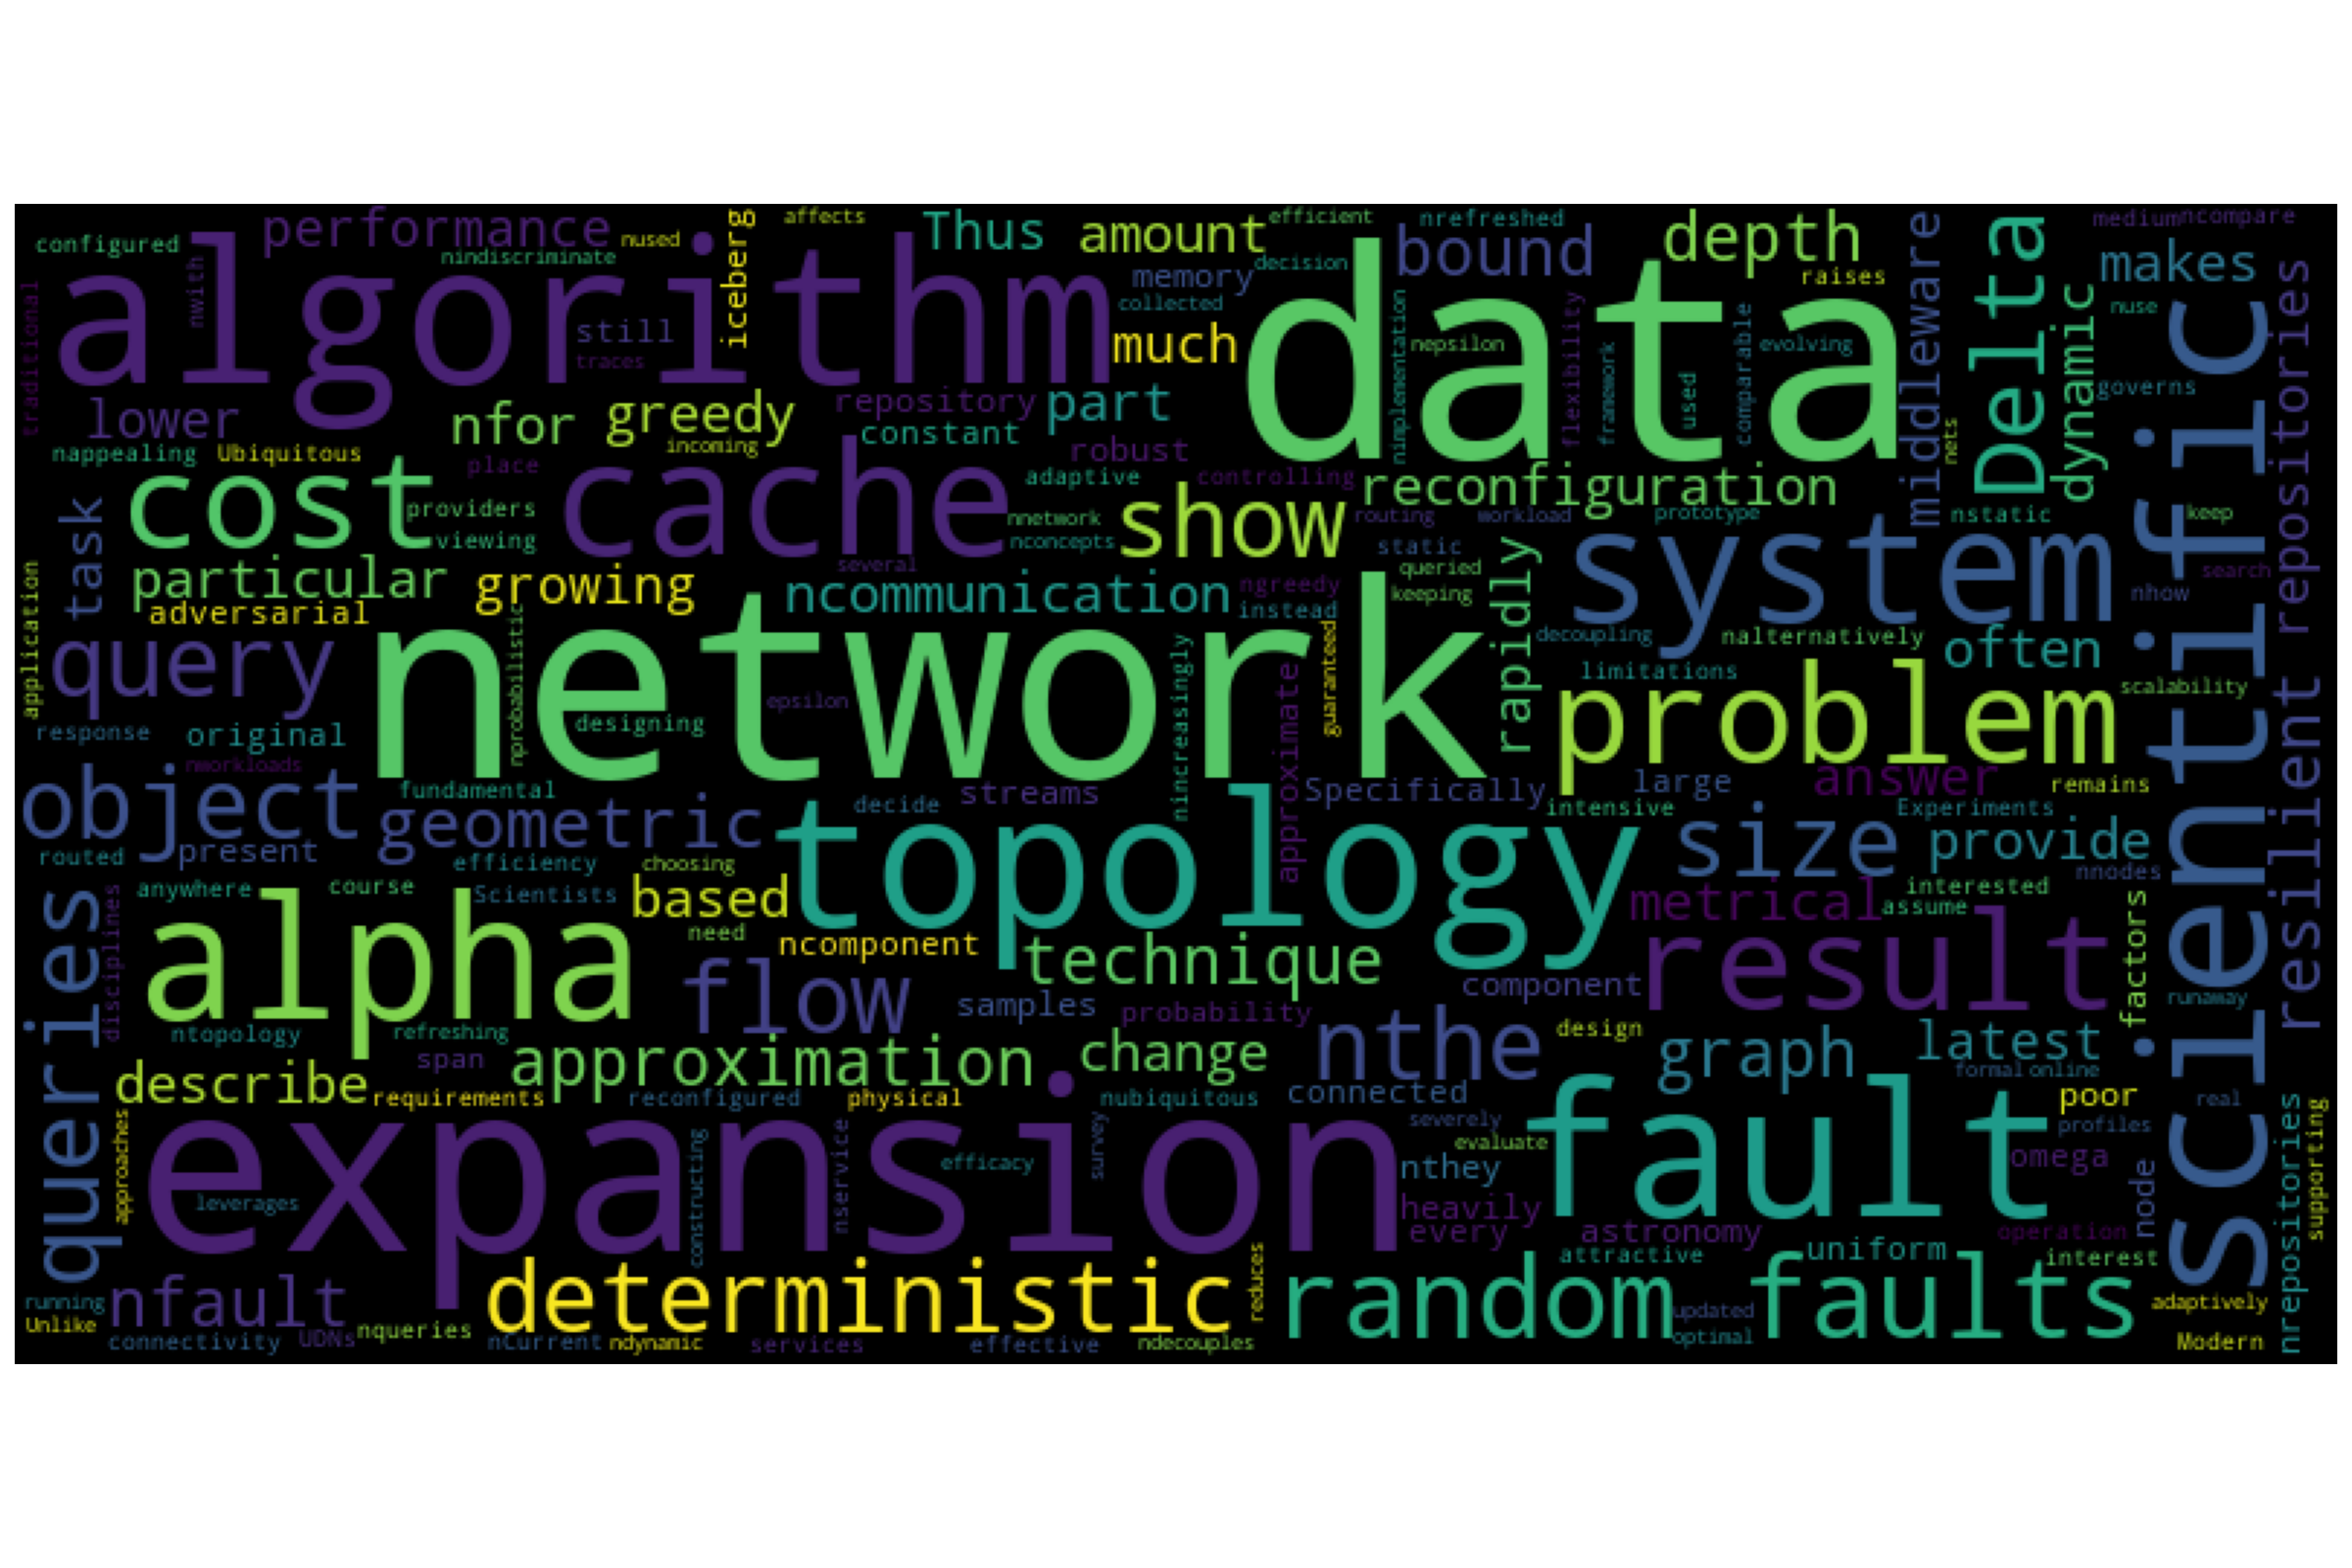 configured
performance
nused
iceberg
affects
Thus
amount
efficient
nrefreshed
bound
depth
middleware
Delta
mediumncompare
makes
repositories
traditional
nwith
algorithm
nindiscriminate
still
traces
memory
decision
collected
much
data
raises
nimplementation
nepsilon
flexibility
framework
used
comparable
evolving
dynamic
nuse
governs
scientific
lower
nfor
greedy
incoming
repository
part
constant
robust
nets
nappealing
Ubiquitous
place
cost
cache
adaptive
controlling
reconfiguration
providers
viewing
nnetwork
nconcepts
several
show
routing
workload
prototype
nstatic
keep
task
static
queried
keeping
rapidly
system
search
nhow
application
particular
growing
adversarial
ncommunication
ngreedy
instead
decoupling
nalternatively
often
query
nprobabilistic
network
designing
epsilon
nincreasingly
approximate
guaranteed
limitations
problem
scalability
resilient
response
original
nworkloads
fundamental
object
geometric
decide
streams
Specifically
intensive
large
answer
remains
Experiments
present
routed
efficiency
choosing
topology
size
provide
nnodes
anywhere
course
Scientists
based
need
ncomponent
metrical
interested
assume
factors
queries
disciplines
alpha
flow
technique
samples
probability
component
result
runaway
ntopology
refreshing
span
approximation
change
nthe
design
graph
latest
formal
online
describe
requirements
reconfigured
physical
nubiquitous
connected
poor
real
profiles
approaches
leverages
expansion
constructing
nservice
efficacy
survey
severely
evaluate
nthey
heavily
every
fault
omega
node
nrepositories
supporting
astronomy
operation
attractive
uniform
interest
running
Unlike
nfault
connectivity
UDNs
nqueries
deterministic
reduces
nCurrent
ndynamic
services
effective
ndecouples
random faults
updated
optimal
adaptively
Modern